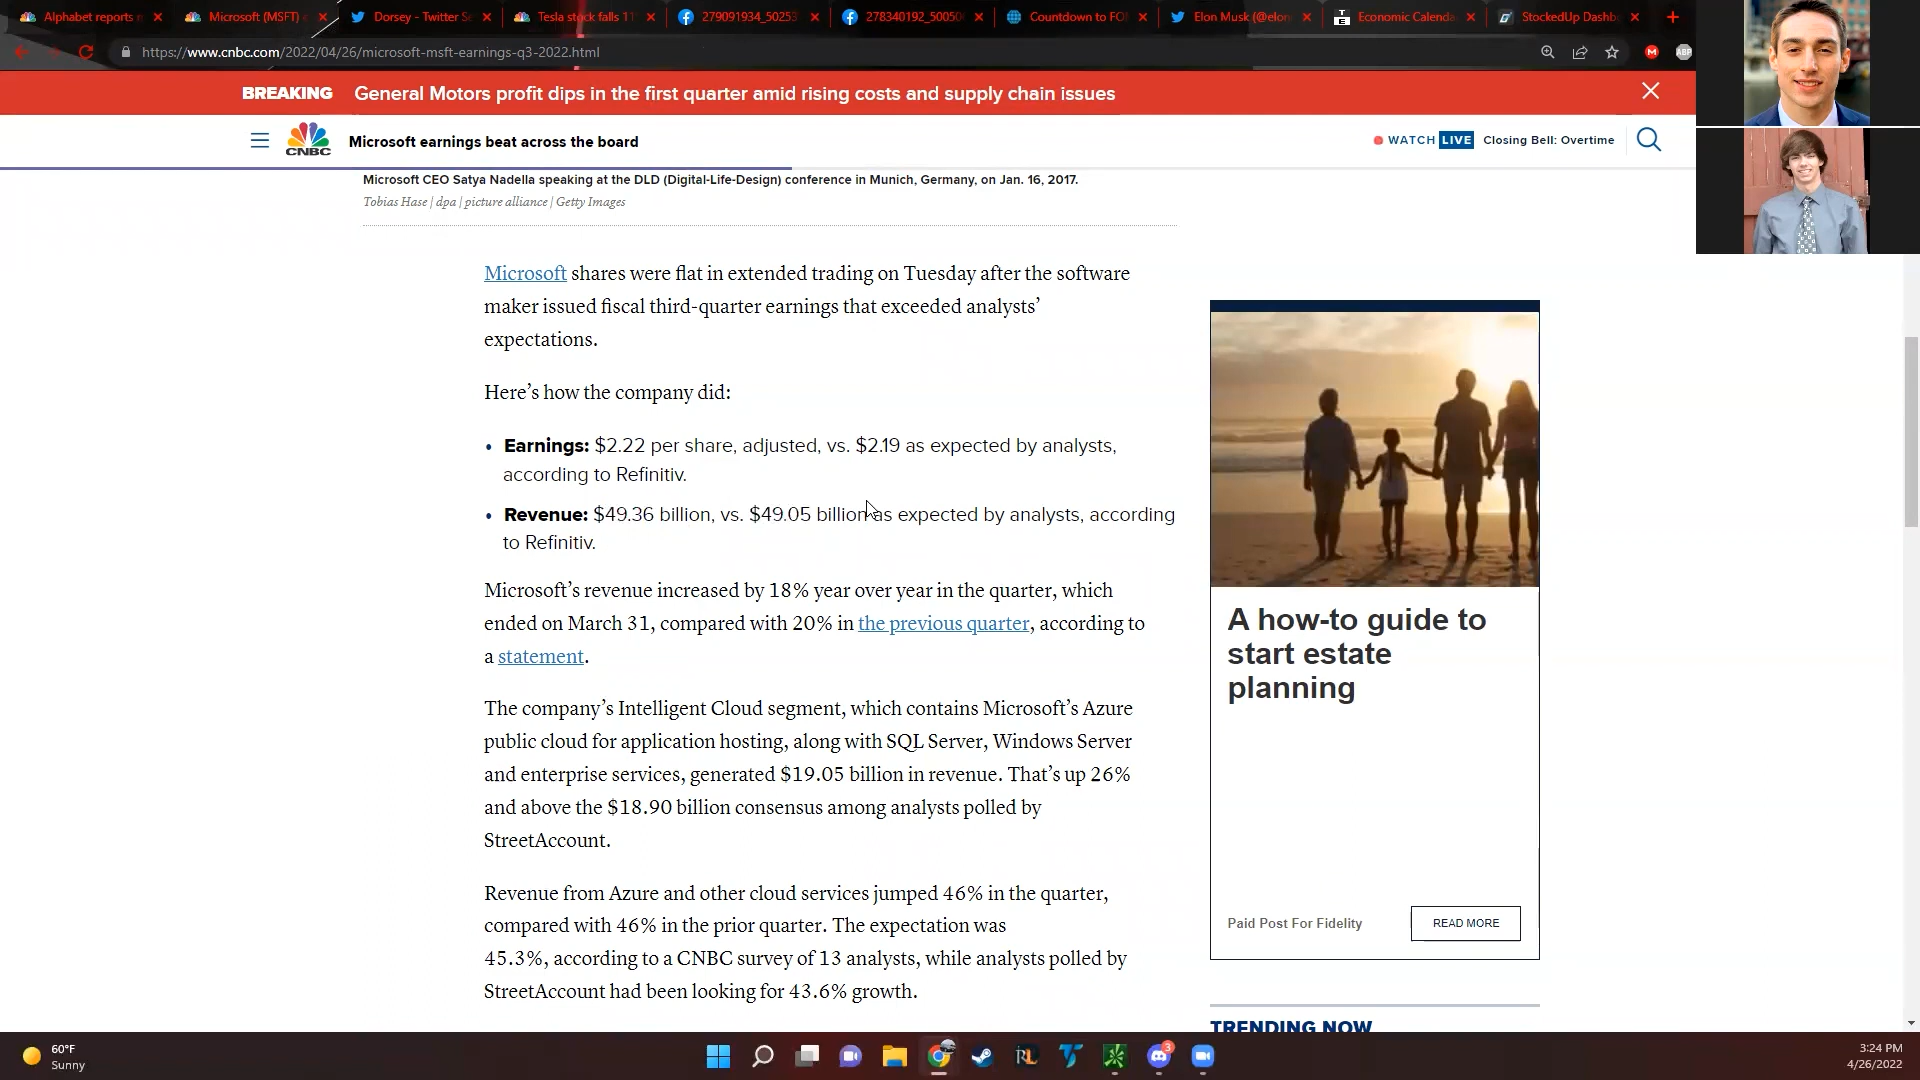 Alphabet reports n
Microsoft (MSFT)
Dorsey - Twitter Se
Tesla stock falls 11
279091934_50253
278340192_50050
Countdown to FO
Elon Musk (@elon
Economic Calenda
StockedUp Dashb
https://www.cnbc.com/2022/04/26/microsoft-msft-earnings-q3-2022.html
BREAKING General Motors profit dips in the first quarter amid rising costs and supply chain issues
CNBC
Microsoft earnings beat across the board
WATCH LIVE Closing Bell: Overtime
Microsoft CEO Satya Nadella speaking at the DLD (Digital-Life-Design) conference in Munich, Germany, on Jan. 16, 2017.
Tobias Hase | dpa | picture alliance | Getty Images
Microsoft shares were flat in extended trading on Tuesday after the software
maker issued fiscal third-quarter earnings that exceeded analysts’
expectations.
Here’s how the company did:
• Earnings: $2.22 per share, adjusted, vs. $2.19 as expected by analysts,
according to Refinitiv.
• Revenue: $49.36 billion, vs. $49.05 billion as expected by analysts, according
to Refinitiv.
Microsoft’s revenue increased by 18% year over year in the quarter, which
ended on March 31, compared with 20% in the previous quarter, according to
a statement.
The company’s Intelligent Cloud segment, which contains Microsoft’s Azure
public cloud for application hosting, along with SQL Server, Windows Server
and enterprise services, generated $19.05 billion in revenue. That’s up 26%
and above the $18.90 billion consensus among analysts polled by
StreetAccount.
Revenue from Azure and other cloud services jumped 46% in the quarter,
compared with 46% in the prior quarter. The expectation was
45.3%, according to a CNBC survey of 13 analysts, while analysts polled by
StreetAccount had been looking for 43.6% growth.
A how-to guide to
start estate
planning
Paid Post For Fidelity
READ MORE
TRENDING NOW
60°F
Sunny
RL
3
3:24 PM
4/26/2022